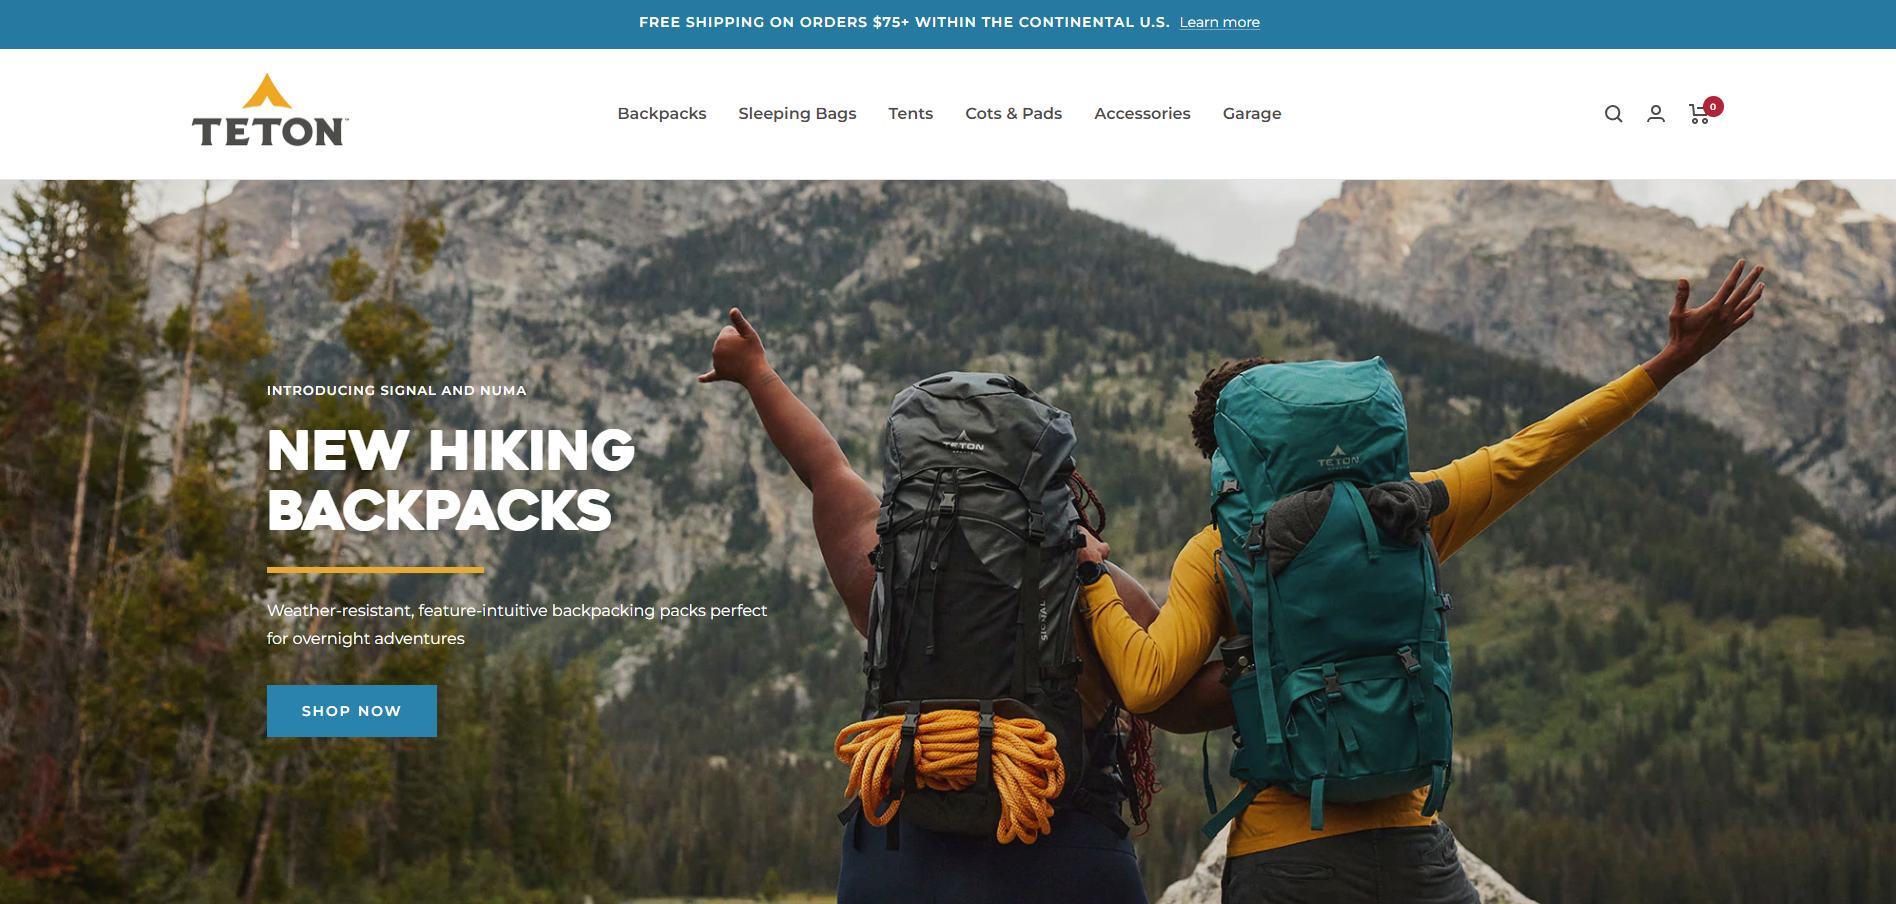 FREE SHIPPING ON ORDERS $75+ WITHIN THE CONTINENTAL U.S. Learn more
TETON™
Backpacks Sleeping Bags Tents Cots & Pads Accessories Garage
0
INTRODUCING SIGNAL AND NUMA
NEW HIKING
BACKPACKS
Weather-resistant, feature-intuitive backpacking packs perfect
for overnight adventures
SHOP NOW
TETON
TETON
SIGNAL